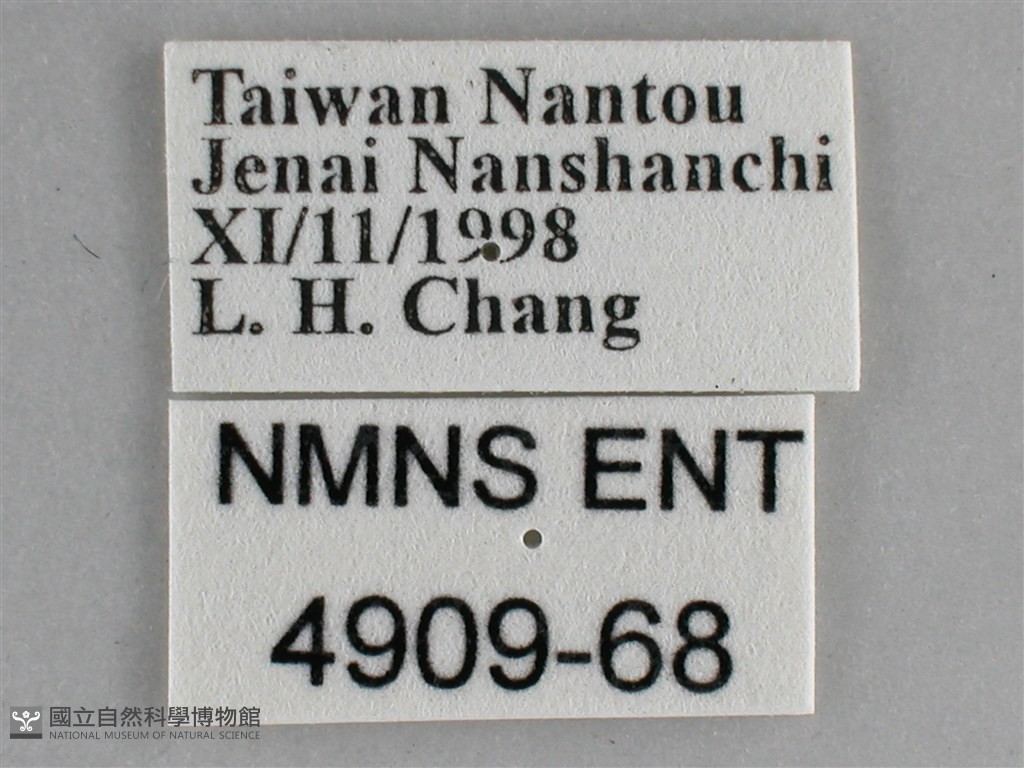 Taiwan Nantou
Jenai Nanshanchi
XI/11/1998
L. H. Chang
NMNS ENT
4909-68
國立自然科學博物館
NATIONAL MUSEUM OF NATURAL SCIENCE